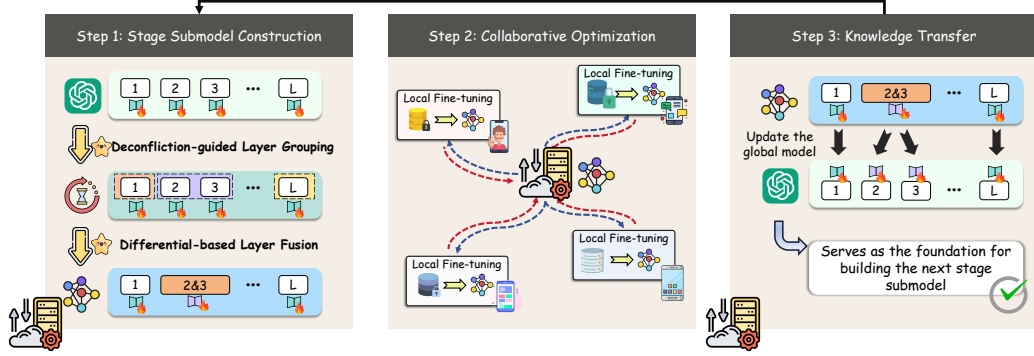 Step 1: Stage Submodel Construction
1 2 3 ... L
Deconfliction-guided Layer Grouping
1 2 3 ... L
Differential-based Layer Fusion
1 2&3 ... L
Step 2: Collaborative Optimization
Local Fine-tuning
Local Fine-tuning
Local Fine-tuning
Local Fine-tuning
Step 3: Knowledge Transfer
1 2&3 ... L
Update the
global model
1 2 3 ... L
Serves as the foundation for
building the next stage
submodel